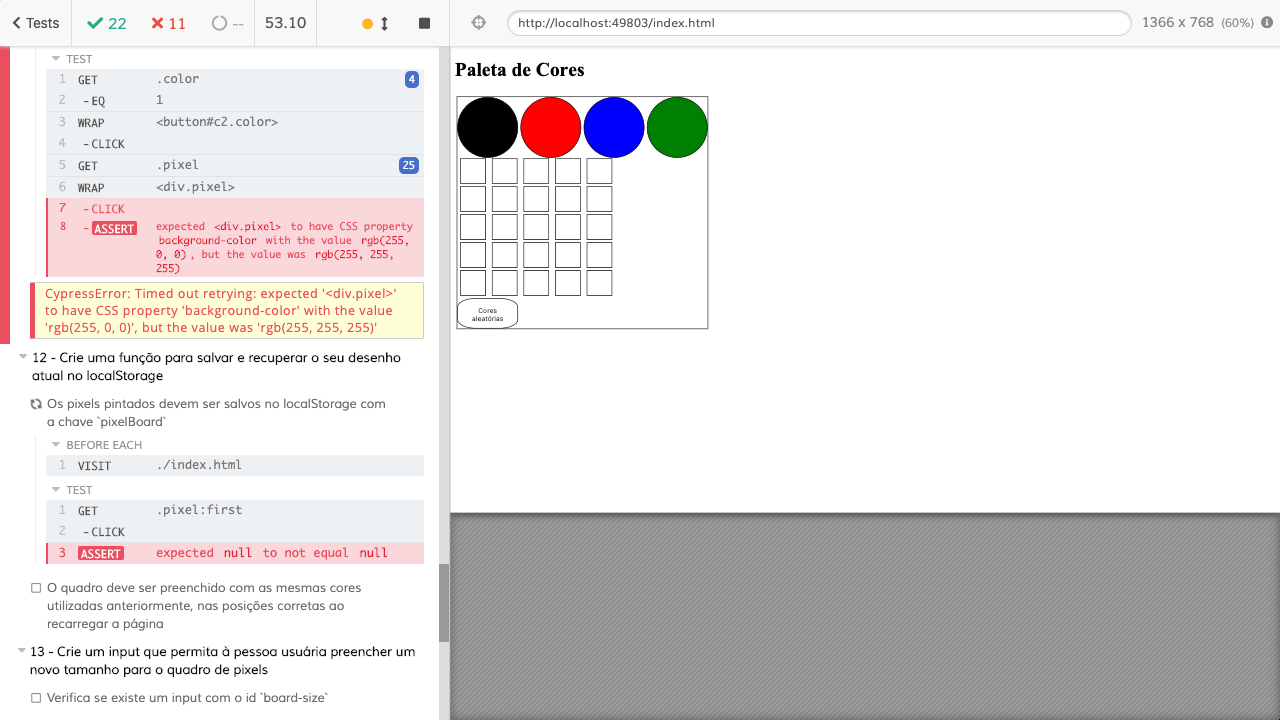 Tests
22
11
--
53.10
http://localhost:49803/index.html
1366 x 768 (60%)
TEST
1 GET .color 4
2 - EQ 1
3 WRAP <button#c2.color>
4 - CLICK
5 GET .pixel 25
6 WRAP <div.pixel>
7 - CLICK
8 - ASSERT expected <div.pixel> to have CSS property
background-color with the value rgb(255,
0, 0), but the value was rgb(255, 255,
255)
CypressError: Timed out retrying: expected '<div.pixel>'
to have CSS property 'background-color' with the value
'rgb(255, 0, 0)', but the value was 'rgb(255, 255, 255)'
12 - Crie uma função para salvar e recuperar o seu desenho
atual no localStorage
Os pixels pintados devem ser salvos no localStorage com
a chave `pixelBoard`
BEFORE EACH
1 VISIT ./index.html
TEST
1 GET .pixel:first
2 - CLICK
3 ASSERT expected null to not equal null
O quadro deve ser preenchido com as mesmas cores
utilizadas anteriormente, nas posições corretas ao
recarregar a página
13 - Crie um input que permita à pessoa usuária preencher um
novo tamanho para o quadro de pixels
Verifica se existe um input com o id `board-size`
Paleta de Cores
Cores
aleatórias